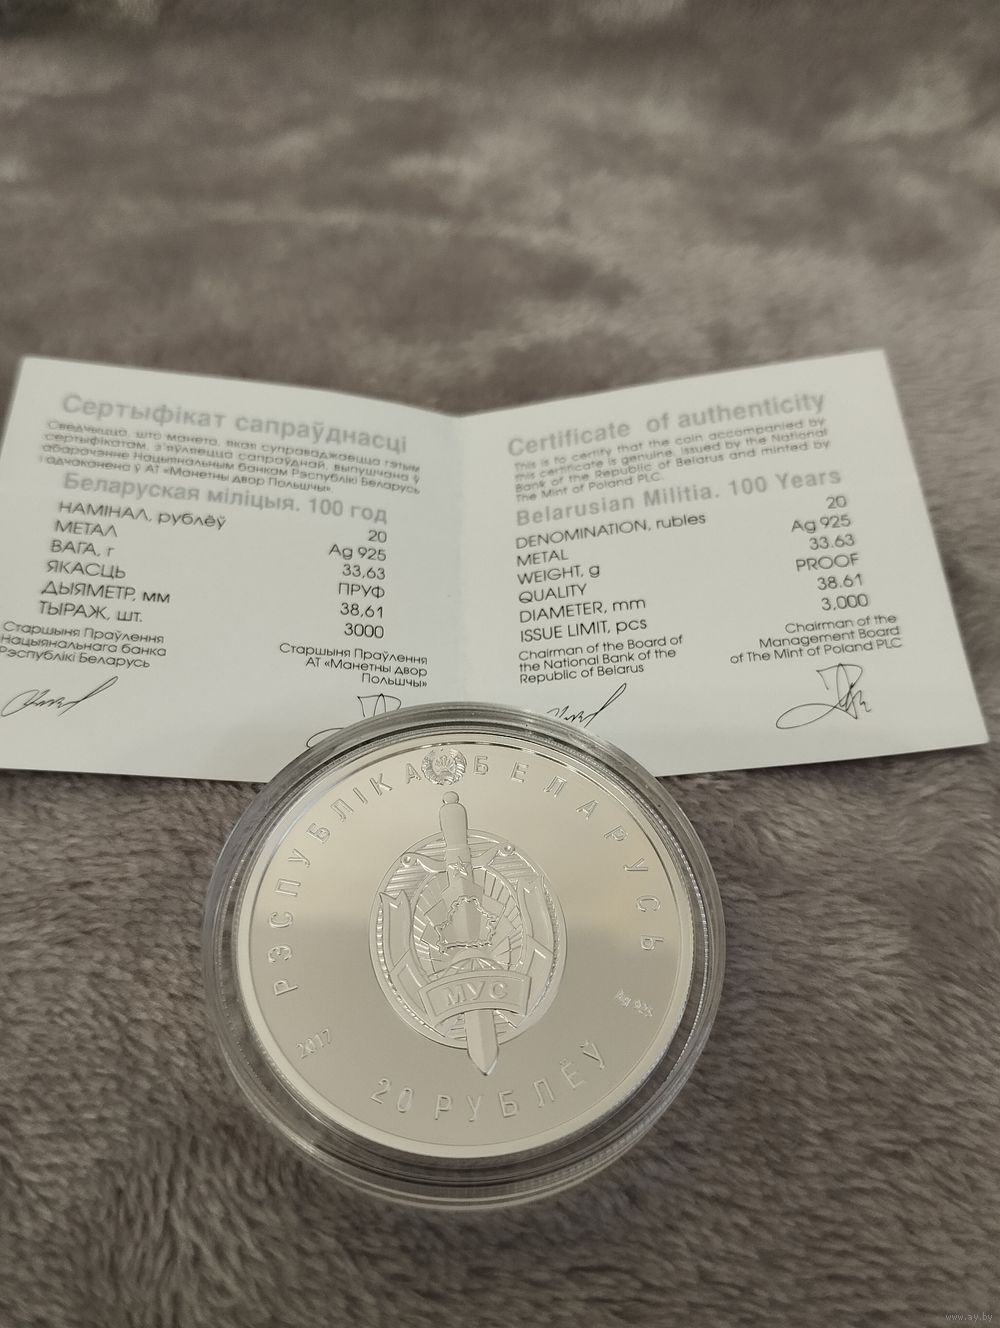 Сертыфікат сапраўднасці
Сведчыцца, што манета, якая суправаджаецца гэтым
сертыфікатам, з'яўляецца сапраўднай, выпушчана ў
абарачэнне Нацыянальным банкам Рэспублікі Беларусь
і адчаканена ў АТ «Манетны двор Польшчы».
Беларуская міліцыя. 100 год
НАМІНАЛ, рублёў 20
МЕТАЛ Ag 925
ВАГА, г 33,63
ЯКАСЦЬ ПРУФ
ДЫЯМЕТР, мм 38,61
ТЫРАЖ, шт. 3000
Старшыня Праўлення
Нацыянальнага банка
Рэспублікі Беларусь
Старшыня Праўлення
АТ «Манетны двор
Польшчы»
Certificate of authenticity
This is to certify that the coin accompanied by
this certificate is genuine, issued by the National
Bank of the Republic of Belarus and minted by
The Mint of Poland PLC.
Belarusian Militia. 100 Years
DENOMINATION, rubles 20
METAL Ag 925
WEIGHT, g 33.63
QUALITY PROOF
DIAMETER, mm 38.61
ISSUE LIMIT, pcs 3,000
Chairman of the Board of
the National Bank of the
Republic of Belarus
Chairman of the
Management Board
of The Mint of Poland PLC
РЭСПУБЛІКА БЕЛАРУСЬ
МУС
2017
Ag 925
20 РУБЛЁЎ
www.ay.by